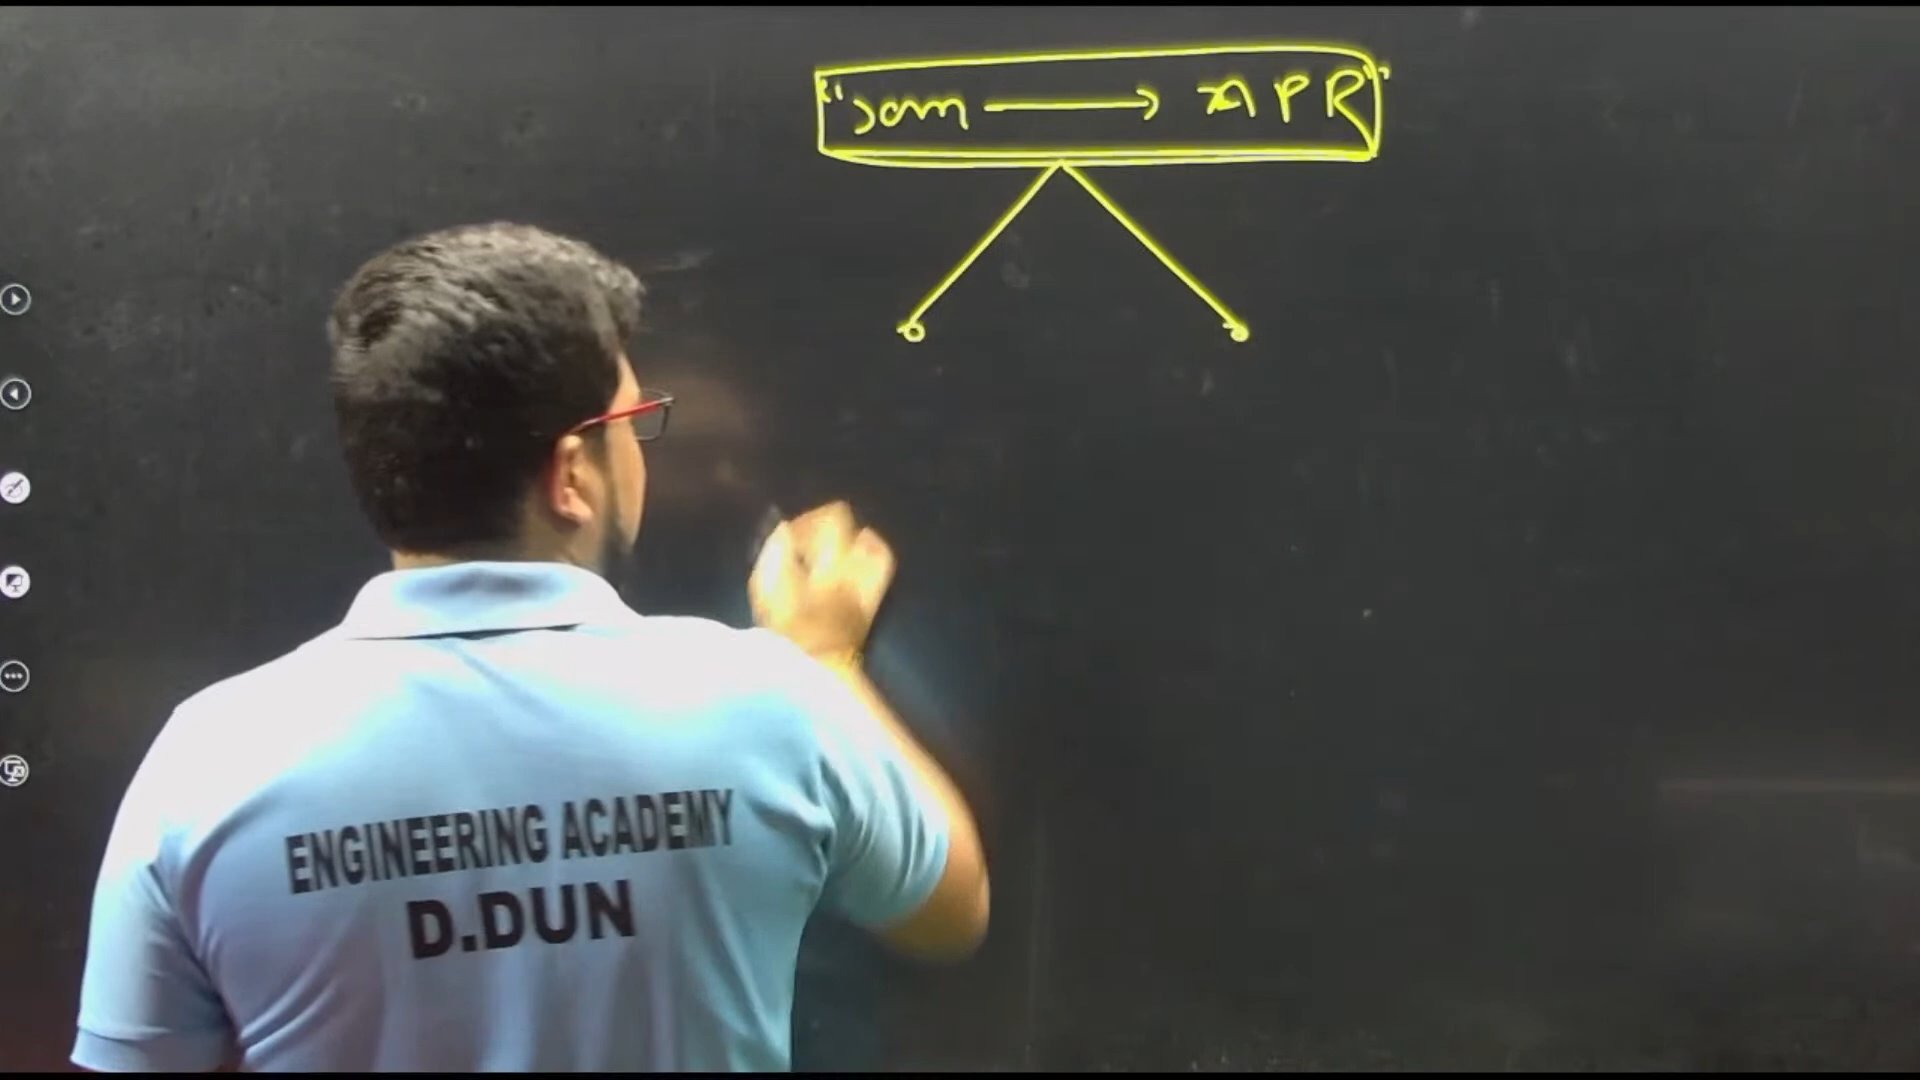 "Jam → APR"
ENGINEERING ACADEMY
D.DUN